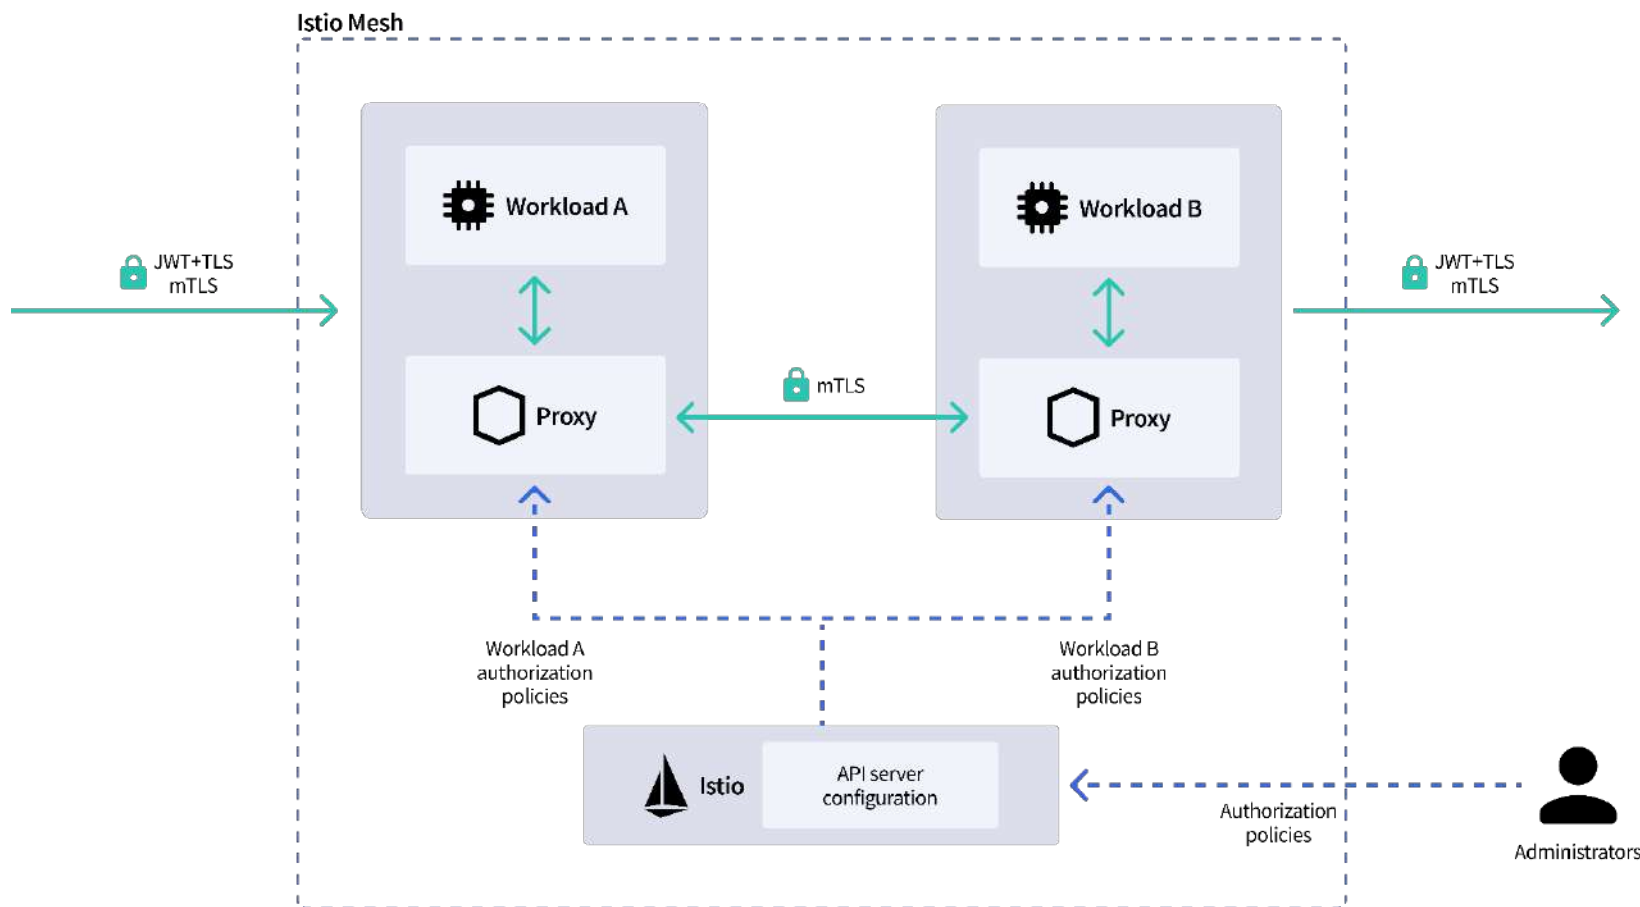 Istio Mesh
Workload A
Workload B
JWT+TLS
mTLS
JWT+TLS
mTLS
mTLS
Proxy
Proxy
Workload A
authorization
policies
Workload B
authorization
policies
Istio
API server
configuration
Authorization
policies
Administrators